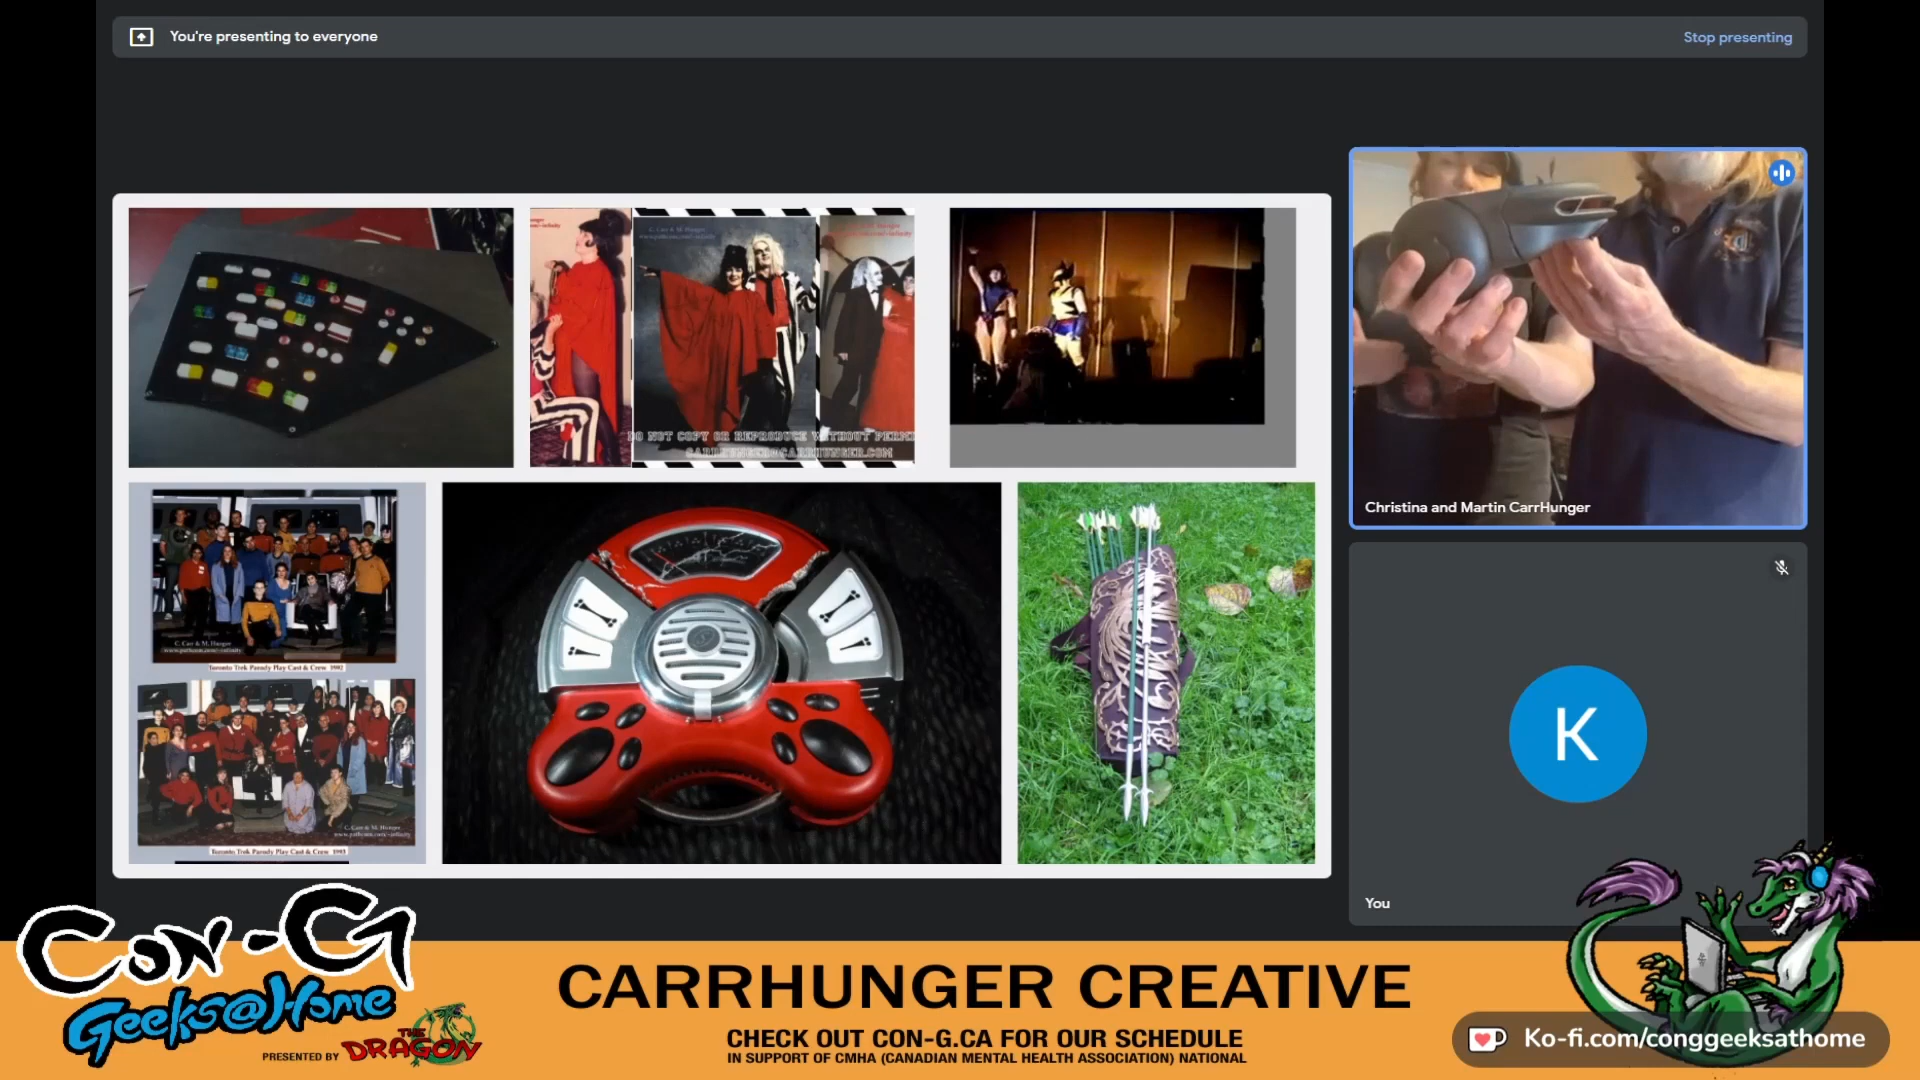 You're presenting to everyone
Stop presenting
DO NOT COPY OR REPRODUCE WITHOUT PERMI
CARRHUNGER@CARRHUNGER.COM
Christina and Martin CarrHunger
C. Carr & M. Hunger
Toronto Trek Parody Play Cast & Crew 1992
C. Carr & M. Hunger
Toronto Trek Parody Play Cast & Crew 1993
K
You
CON-G
Geeks@Home
PRESENTED BY THE DRAGON
CARRHUNGER CREATIVE
CHECK OUT CON-G.CA FOR OUR SCHEDULE
IN SUPPORT OF CMHA (CANADIAN MENTAL HEALTH ASSOCIATION) NATIONAL
Ko-fi.com/conggeeksathome